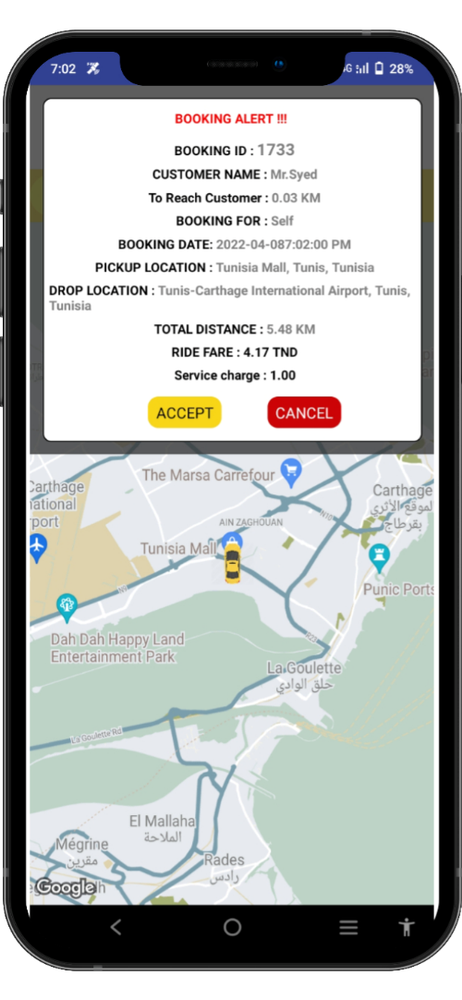 7:02
G 28%
BOOKING ALERT !!!
BOOKING ID : 1733
CUSTOMER NAME : Mr.Syed
To Reach Customer : 0.03 KM
BOOKING FOR : Self
BOOKING DATE: 2022-04-087:02:00 PM
PICKUP LOCATION : Tunisia Mall, Tunis, Tunisia
DROP LOCATION : Tunis-Carthage International Airport, Tunis,
Tunisia
TOTAL DISTANCE : 5.48 KM
RIDE FARE : 4.17 TND
Service charge : 1.00
ACCEPT
CANCEL
The Marsa Carrefour
Carthage
national
port
Carthage
الموقع الأثري
بقرطاج
AIN ZAGHOUAN
N10
Tunisia Mall
Punic Ports
N9
Dah Dah Happy Land
Entertainment Park
La Goulette
حلق الوادي
La Goulette Rd
El Mallaha
الملاحة
Mégrine
مقرين
Rades
رادس
Google